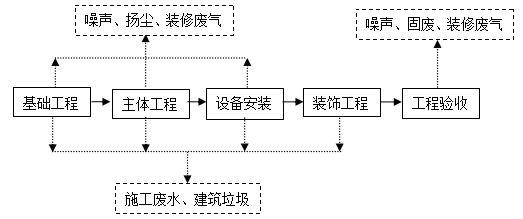 噪声、扬尘、装修废气
噪声、固废、装修废气
基础工程
主体工程
设备安装
装饰工程
工程验收
施工废水、建筑垃圾